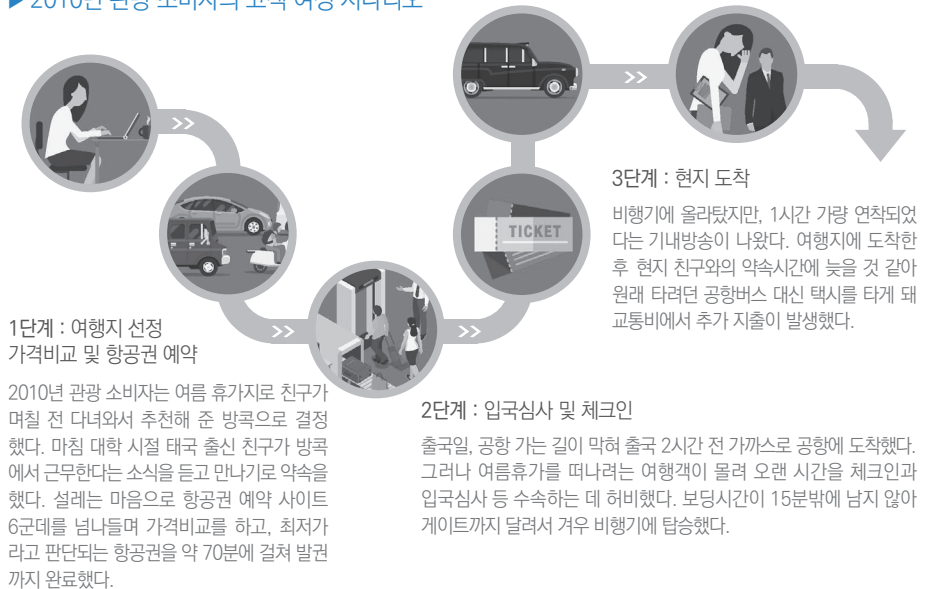 ▶2010년 관광 소비자의 고객 여정 시나리오
TICKET
1단계 : 여행지 선정
가격비교 및 항공권 예약
2010년 관광 소비자는 여름 휴가지로 친구가
며칠 전 다녀와서 추천해 준 방콕으로 결정
했다. 마침 대학 시절 태국 출신 친구가 방콕
에서 근무한다는 소식을 듣고 만나기로 약속을
했다. 설레는 마음으로 항공권 예약 사이트
6군데를 넘나들며 가격비교를 하고, 최저가
라고 판단되는 항공권을 약 70분에 걸쳐 발권
까지 완료했다.
2단계 : 입국심사 및 체크인
출국일, 공항 가는 길이 막혀 출국 2시간 전 가까스로 공항에 도착했다.
그러나 여름휴가를 떠나려는 여행객이 몰려 오랜 시간을 체크인과
입국심사 등 수속하는 데 허비했다. 보딩시간이 15분밖에 남지 않아
게이트까지 달려서 겨우 비행기에 탑승했다.
3단계 : 현지 도착
비행기에 올라탔지만, 1시간 가량 연착되었
다는 기내방송이 나왔다. 여행지에 도착한
후 현지 친구와의 약속시간에 늦을 것 같아
원래 타려던 공항버스 대신 택시를 타게 돼
교통비에서 추가 지출이 발생했다.